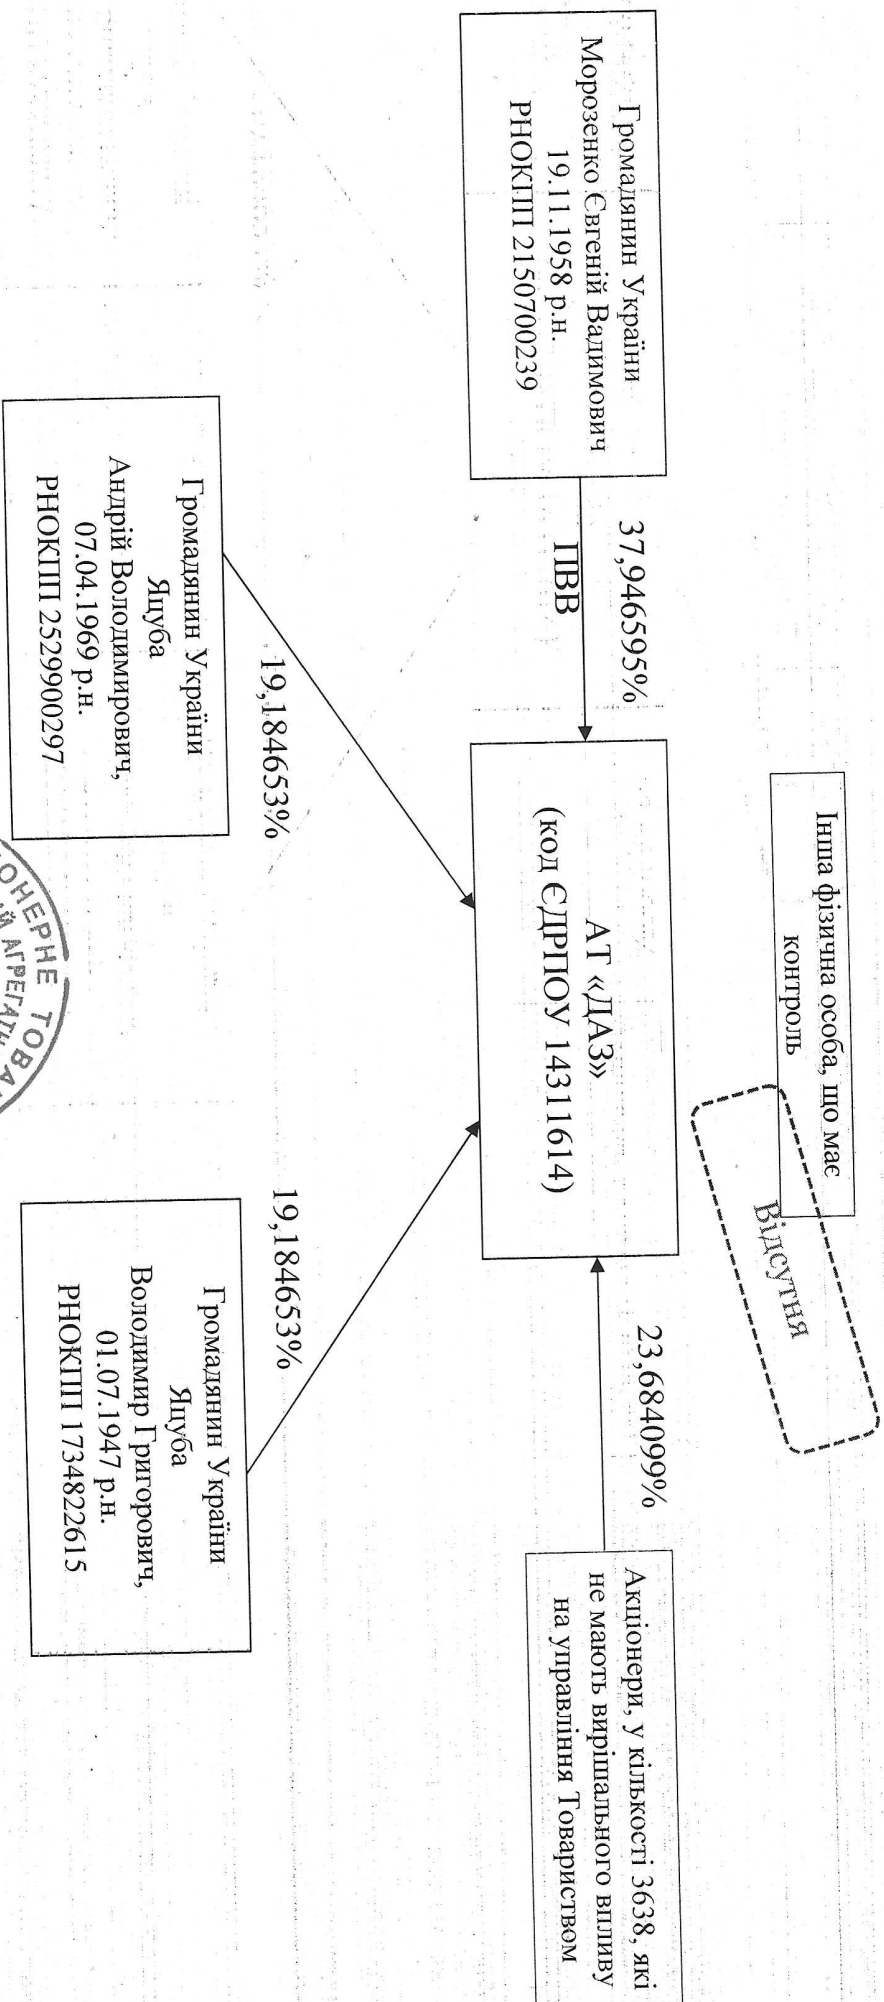 Інша фізична особа, що має
контроль
Відсутня
Громадянин України
Морозенко Євгеній Вадимович
19.11.1958 р.н.
РНОКПП 2150700239
37,946595%
ПВВ
АТ «ДАЗ»
(код ЄДРПОУ 14311614)
23,684099%
Акціонери, у кількості 3638, які
не мають вирішального впливу
на управління Товариством
19,184653%
19,184653%
Громадянин України
Яцуба
Андрій Володимирович,
07.04.1969 р.н.
РНОКПП 2529900297
Громадянин України
Яцуба
Володимир Григорович,
01.07.1947 р.н.
РНОКПП 1734822615